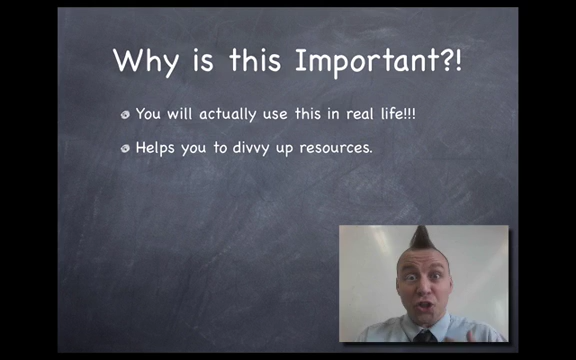 Why is this Important?!
You will actually use this in real life!!!
Helps you to divvy up resources.